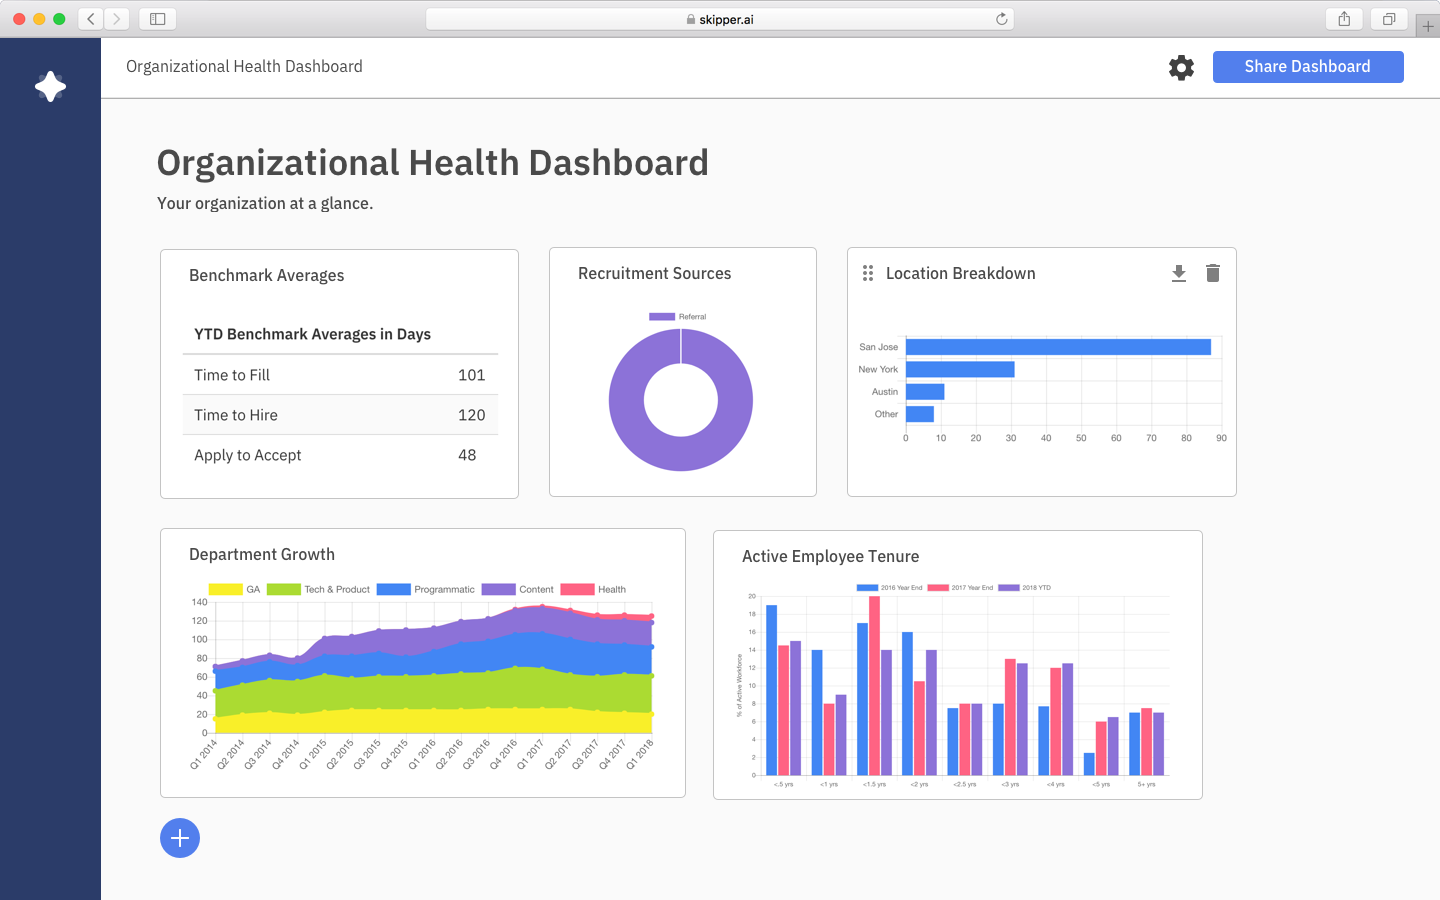 skipper.ai
Organizational Health Dashboard
Share Dashboard
Organizational Health Dashboard
Your organization at a glance.
Benchmark Averages
YTD Benchmark Averages in Days
Time to Fill 101
Time to Hire 120
Apply to Accept 48
Recruitment Sources
Referral
Location Breakdown
San Jose
New York
Austin
Other
0 10 20 30 40 50 60 70 80 90
Department Growth
GA Tech & Product Programmatic Content Health
140
120
100
80
60
40
20
0
Q1 2014 Q2 2014 Q3 2014 Q4 2014 Q1 2015 Q2 2015 Q3 2015 Q4 2015 Q1 2016 Q2 2016 Q3 2016 Q4 2016 Q1 2017 Q2 2017 Q3 2017 Q4 2017 Q1 2018
Active Employee Tenure
2016 Year End 2017 Year End 2018 YTD
% of Active Workforce
20
18
16
14
12
10
8
6
4
2
0
<.5 yrs <1 yrs <1.5 yrs <2 yrs <2.5 yrs <3 yrs <4 yrs <5 yrs 5+ yrs